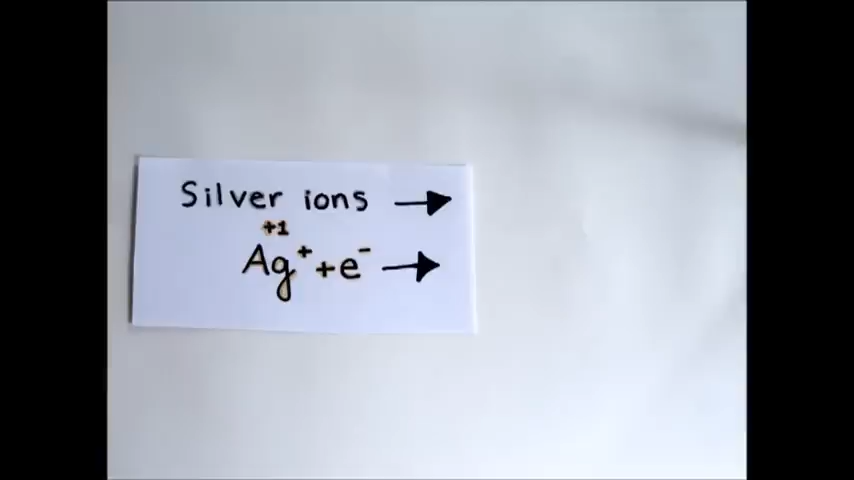 Silver ions →
+1
Ag⁺ + e⁻ →